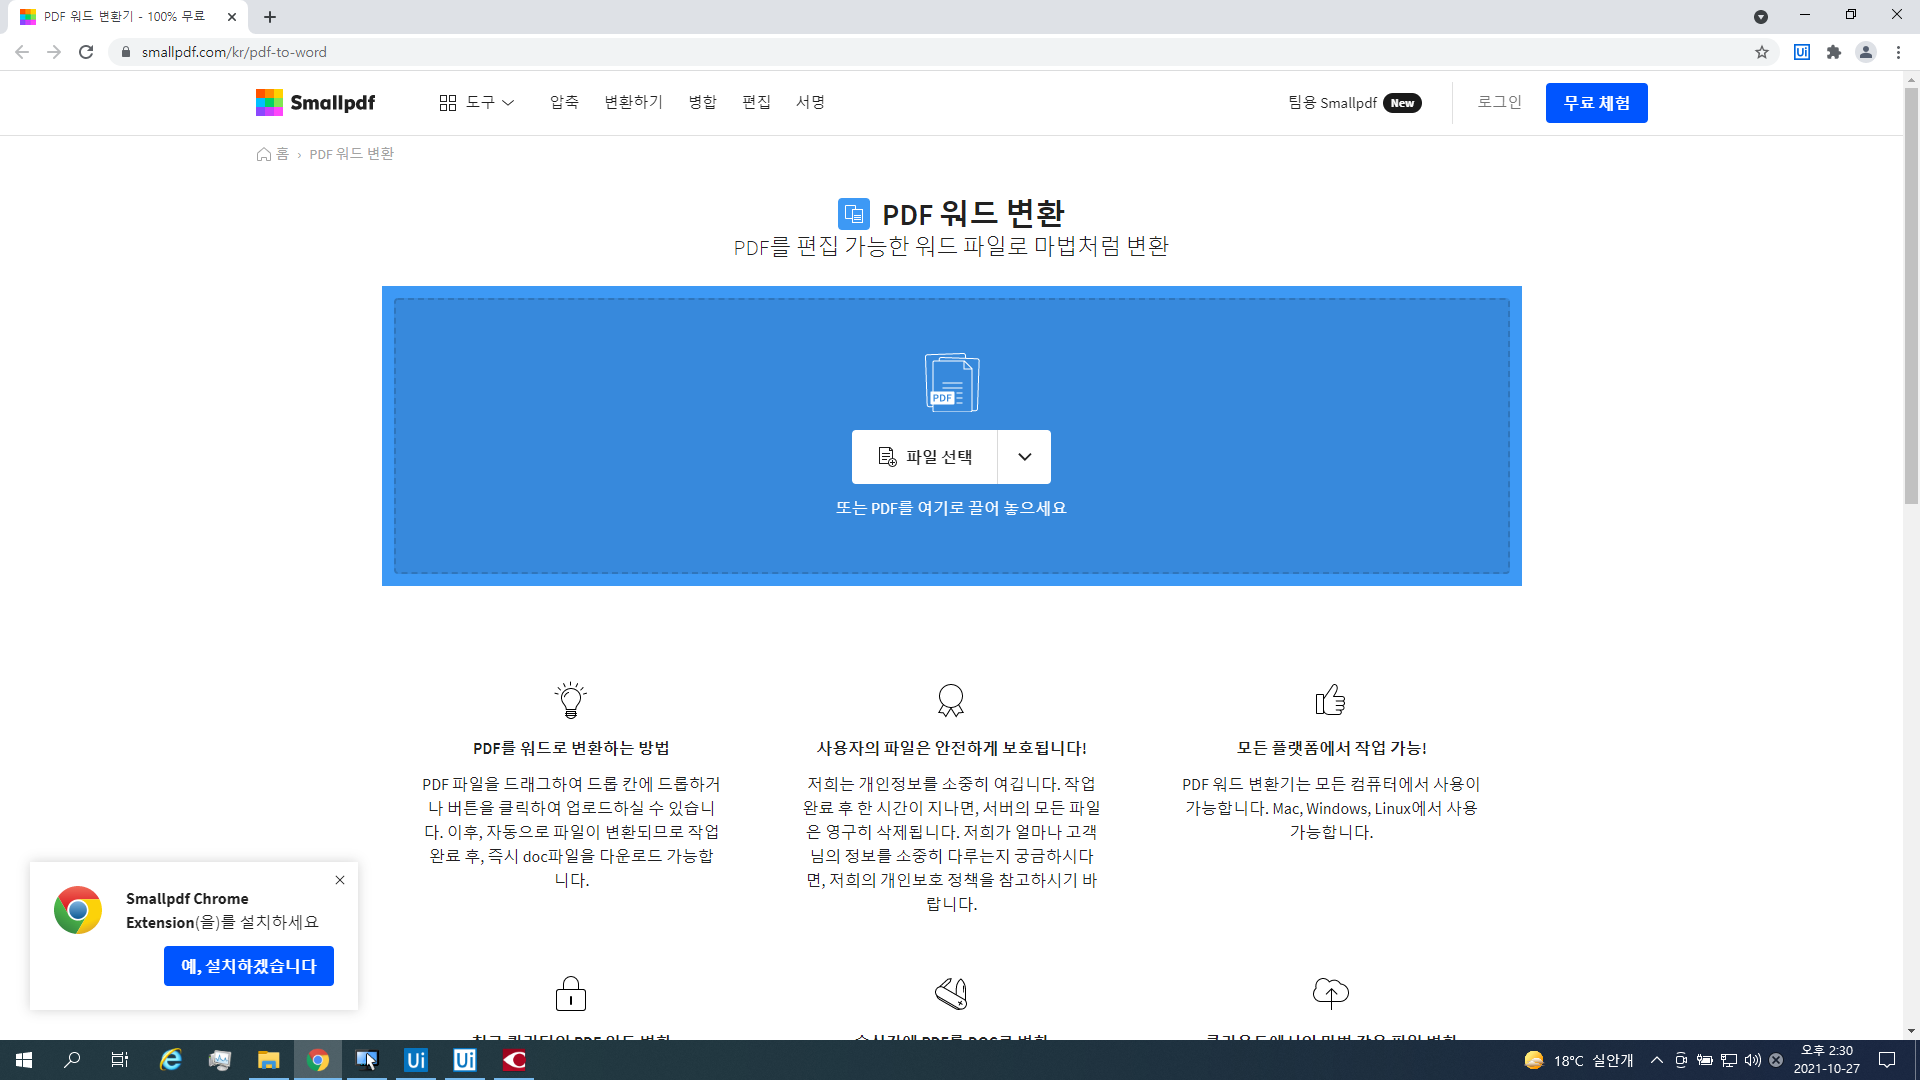 PDF 워드 변환기 - 100% 무료
smallpdf.com/kr/pdf-to-word
Smallpdf
도구
압축
변환하기
병합
편집
서명
팀용 Smallpdf
New
로그인
무료 체험
홈 › PDF 워드 변환
PDF 워드 변환
PDF를 편집 가능한 워드 파일로 마법처럼 변환
PDF
파일 선택
또는 PDF를 여기로 끌어 놓으세요
PDF를 워드로 변환하는 방법
PDF 파일을 드래그하여 드롭 칸에 드롭하거
나 버튼을 클릭하여 업로드하실 수 있습니
다. 이후, 자동으로 파일이 변환되므로 작업
완료 후, 즉시 doc파일을 다운로드 가능합
니다.
사용자의 파일은 안전하게 보호됩니다!
저희는 개인정보를 소중히 여깁니다. 작업
완료 후 한 시간이 지나면, 서버의 모든 파일
은 영구히 삭제됩니다. 저희가 얼마나 고객
님의 정보를 소중히 다루는지 궁금하시다
면, 저희의 개인보호 정책을 참고하시기 바
랍니다.
모든 플랫폼에서 작업 가능!
PDF 워드 변환기는 모든 컴퓨터에서 사용이
가능합니다. Mac, Windows, Linux에서 사용
가능합니다.
Smallpdf Chrome
Extension(을)를 설치하세요
예, 설치하겠습니다
PDF 워드 변환
PDF를 DOC로 변환
Ui
Ui
Ui
18°C 실안개
오후 2:30
2021-10-27